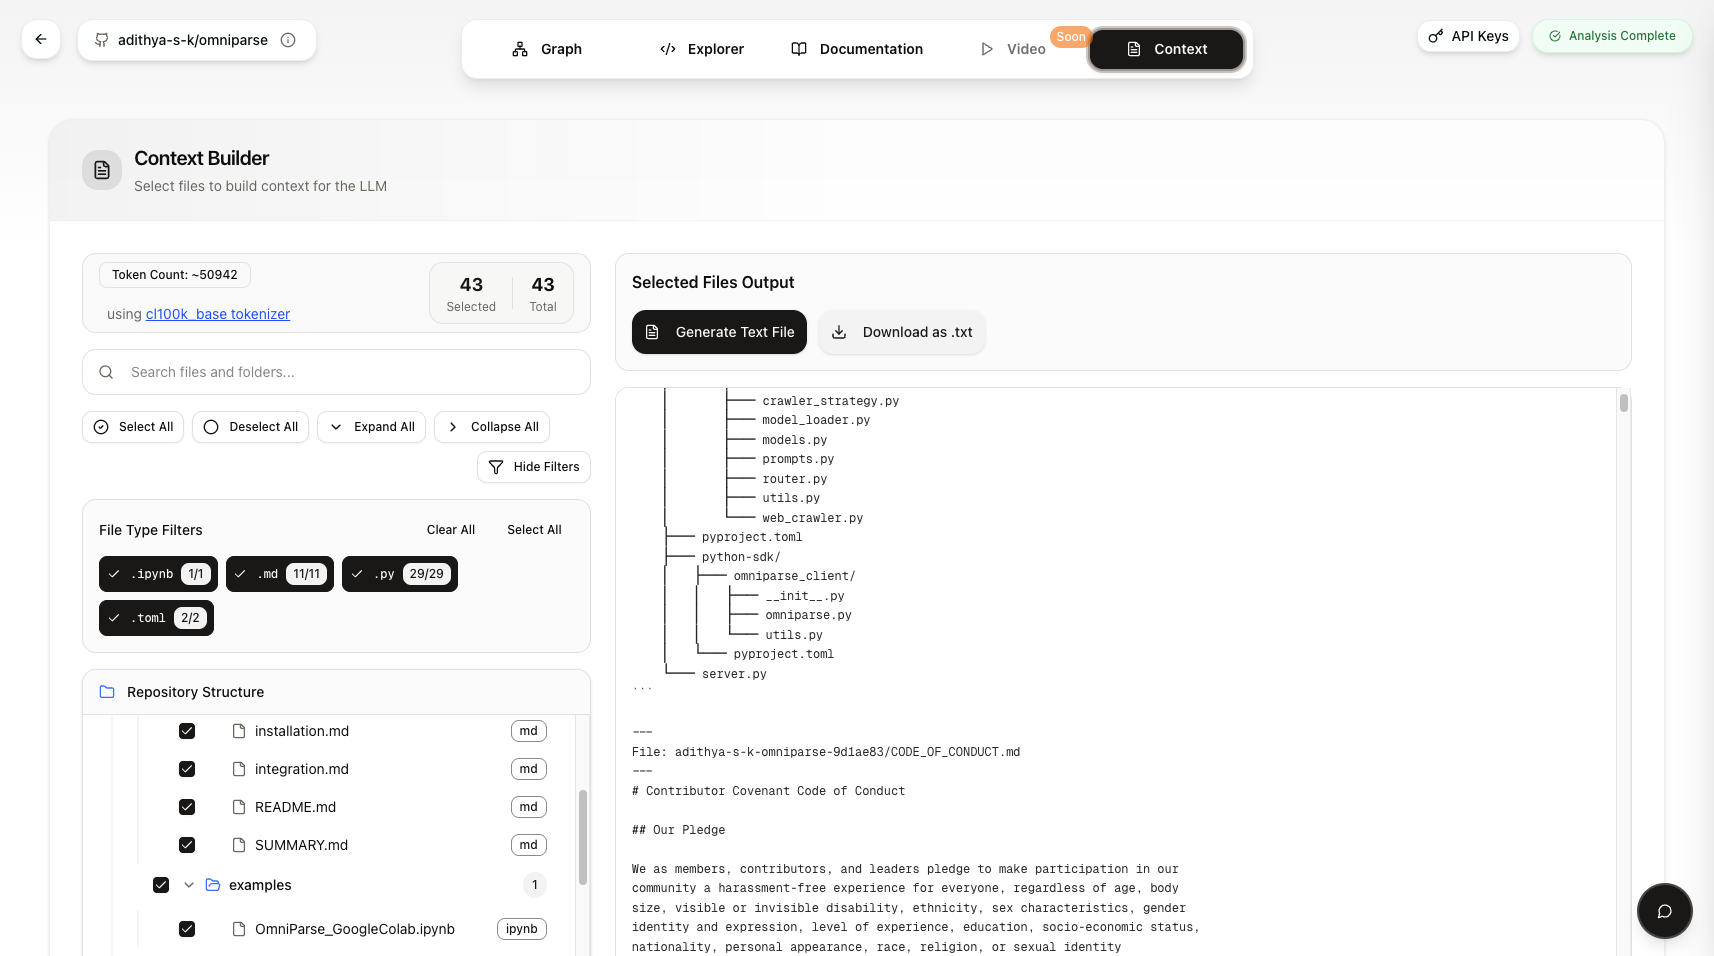 adithya-s-k/omniparse
Graph
Explorer
Documentation
Video
Soon
Context
API Keys
Analysis Complete
Context Builder
Select files to build context for the LLM
Token Count: ~50942
using cl100k_base tokenizer
43
Selected
43
Total
Search files and folders...
Select All
Deselect All
Expand All
Collapse All
Hide Filters
File Type Filters
Clear All
Select All
.ipynb 1/1
.md 11/11
.py 29/29
.toml 2/2
Repository Structure
installation.md md
integration.md md
README.md md
SUMMARY.md md
examples 1
OmniParse_GoogleColab.ipynb ipynb
Selected Files Output
Generate Text File
Download as .txt
│       ├─── crawler_strategy.py
│       ├─── model_loader.py
│       ├─── models.py
│       ├─── prompts.py
│       ├─── router.py
│       ├─── utils.py
│       └─── web_crawler.py
├─── pyproject.toml
├─── python-sdk/
│   ├─── omniparse_client/
│   │   ├─── __init__.py
│   │   ├─── omniparse.py
│   │   └─── utils.py
│   └─── pyproject.toml
└─── server.py
```
---
File: adithya-s-k-omniparse-9d1ae83/CODE_OF_CONDUCT.md
---
# Contributor Covenant Code of Conduct
## Our Pledge
We as members, contributors, and leaders pledge to make participation in our
community a harassment-free experience for everyone, regardless of age, body
size, visible or invisible disability, ethnicity, sex characteristics, gender
identity and expression, level of experience, education, socio-economic status,
nationality, personal appearance, race, religion, or sexual identity